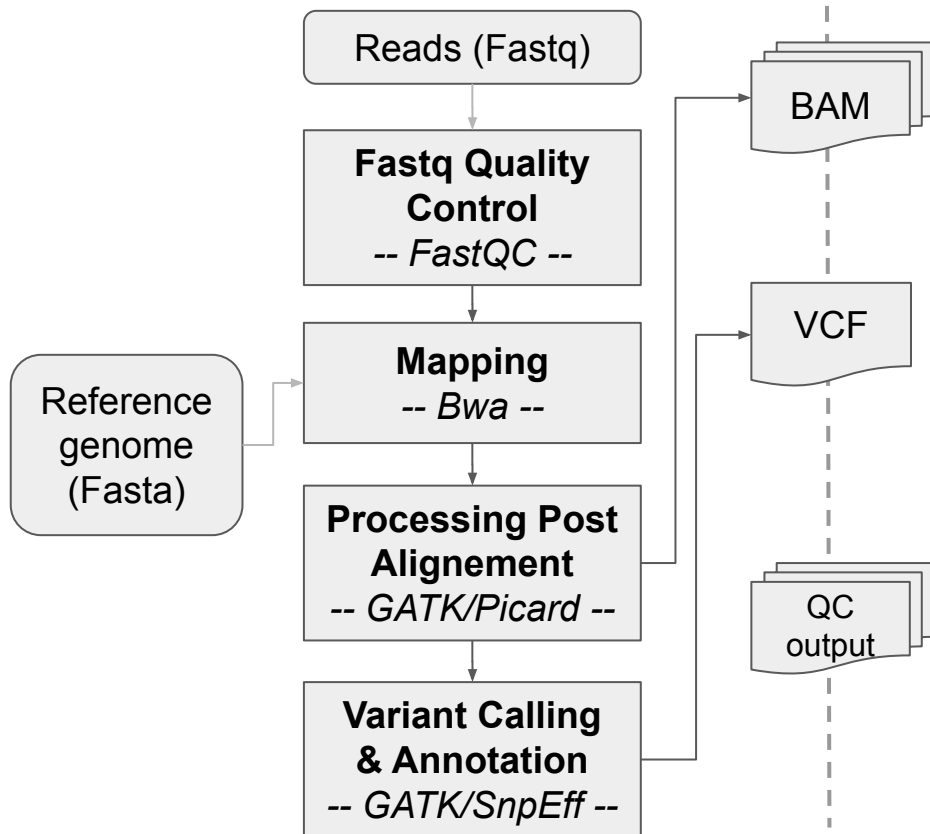 Reads (Fastq)
Fastq Quality
Control
-- FastQC --
Mapping
-- Bwa --
Reference
genome
(Fasta)
Processing Post
Alignement
-- GATK/Picard --
Variant Calling
& Annotation
-- GATK/SnpEff --
BAM
VCF
QC
output